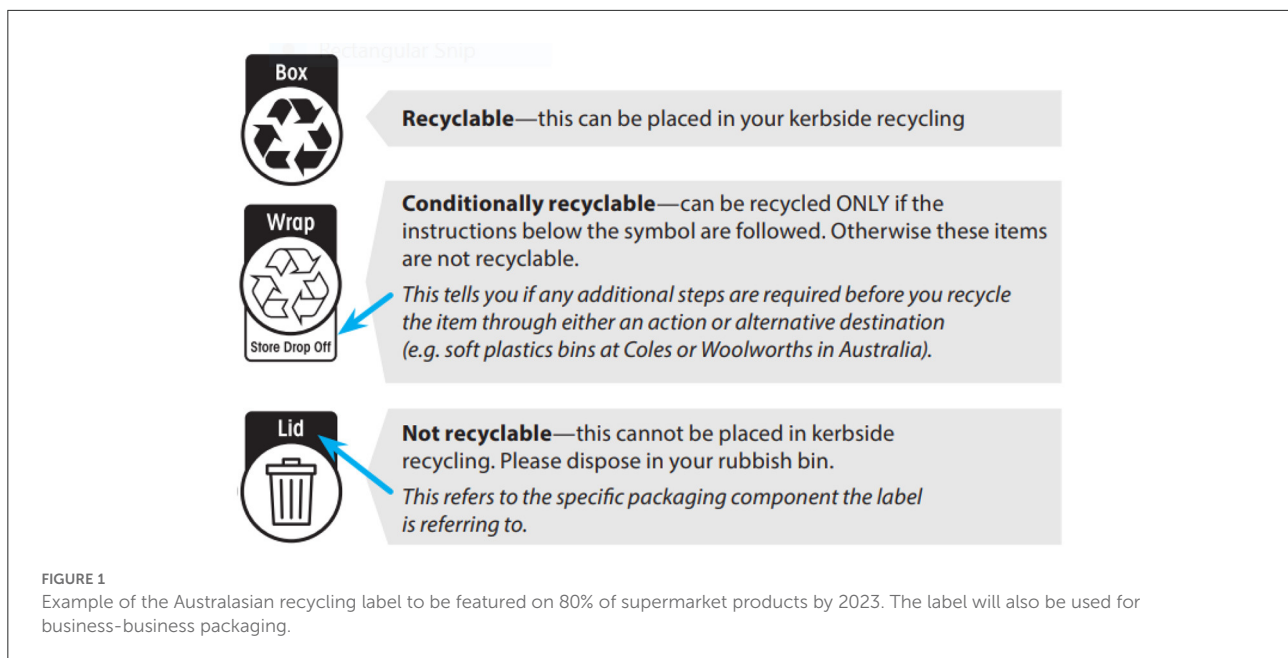 Rectangular Snip
Box
Recyclable—this can be placed in your kerbside recycling
Wrap
Store Drop Off
Conditionally recyclable—can be recycled ONLY if the
instructions below the symbol are followed. Otherwise these items
are not recyclable.
This tells you if any additional steps are required before you recycle
the item through either an action or alternative destination
(e.g. soft plastics bins at Coles or Woolworths in Australia).
Lid
Not recyclable—this cannot be placed in kerbside
recycling. Please dispose in your rubbish bin.
This refers to the specific packaging component the label
is referring to.
FIGURE 1
Example of the Australasian recycling label to be featured on 80% of supermarket products by 2023. The label will also be used for
business-business packaging.